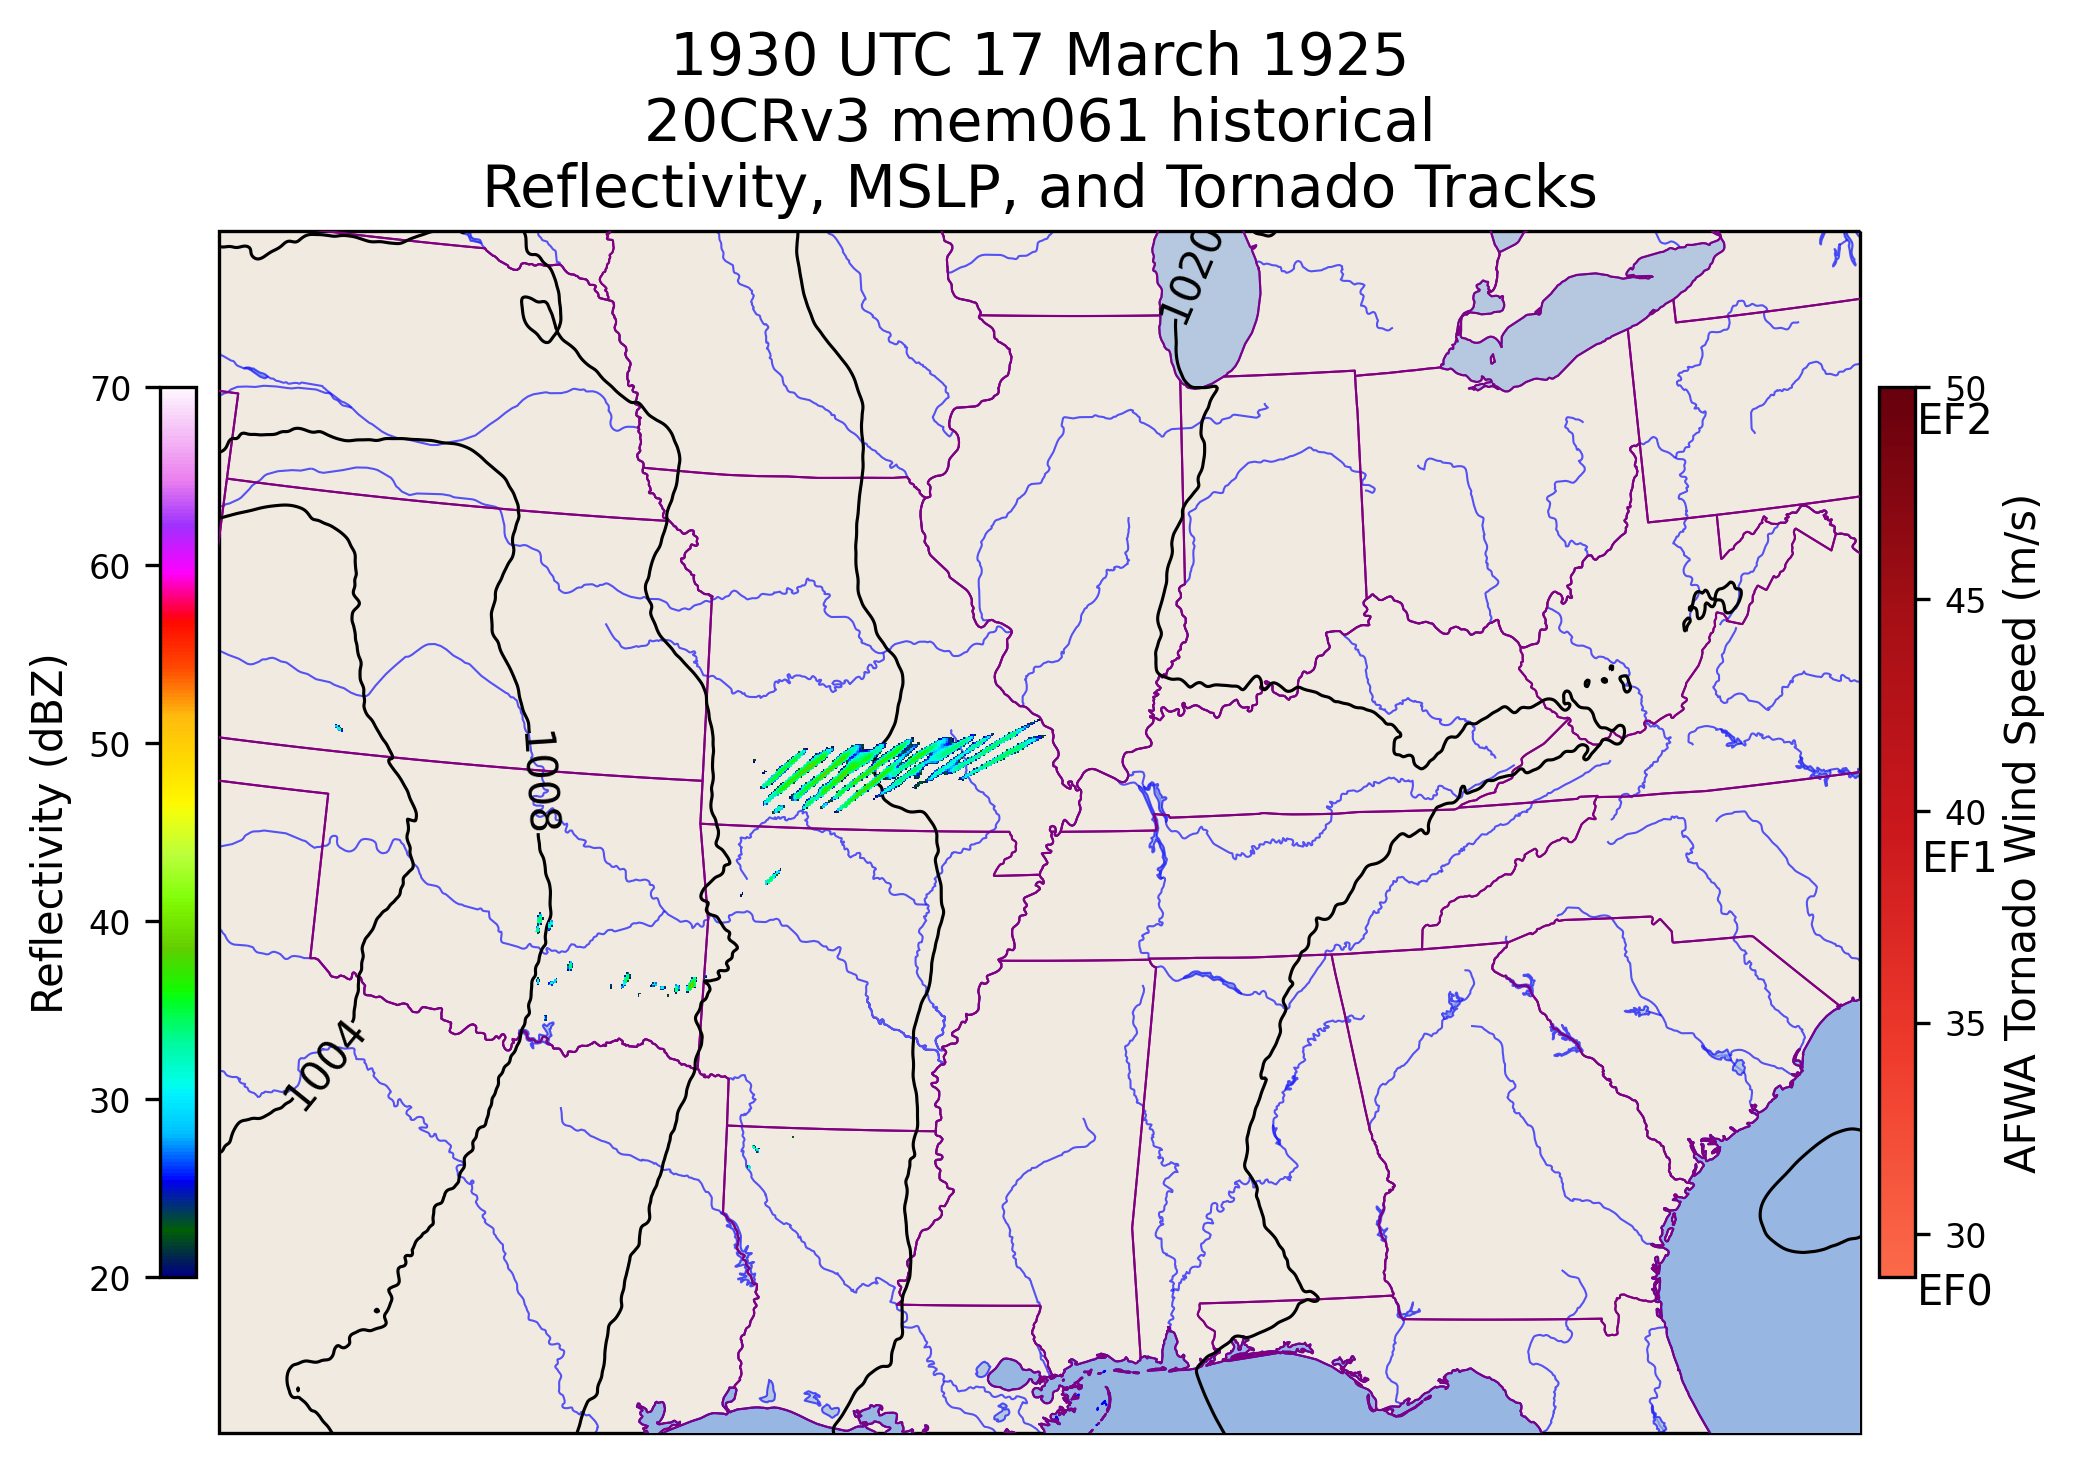 1930 UTC 17 March 1925
20CRv3 mem061 historical
Reflectivity, MSLP, and Tornado Tracks
1020
1008
1004
Reflectivity (dBZ)
70
60
50
40
30
20
50
EF2
45
40
EF1
35
30
EF0
AFWA Tornado Wind Speed (m/s)